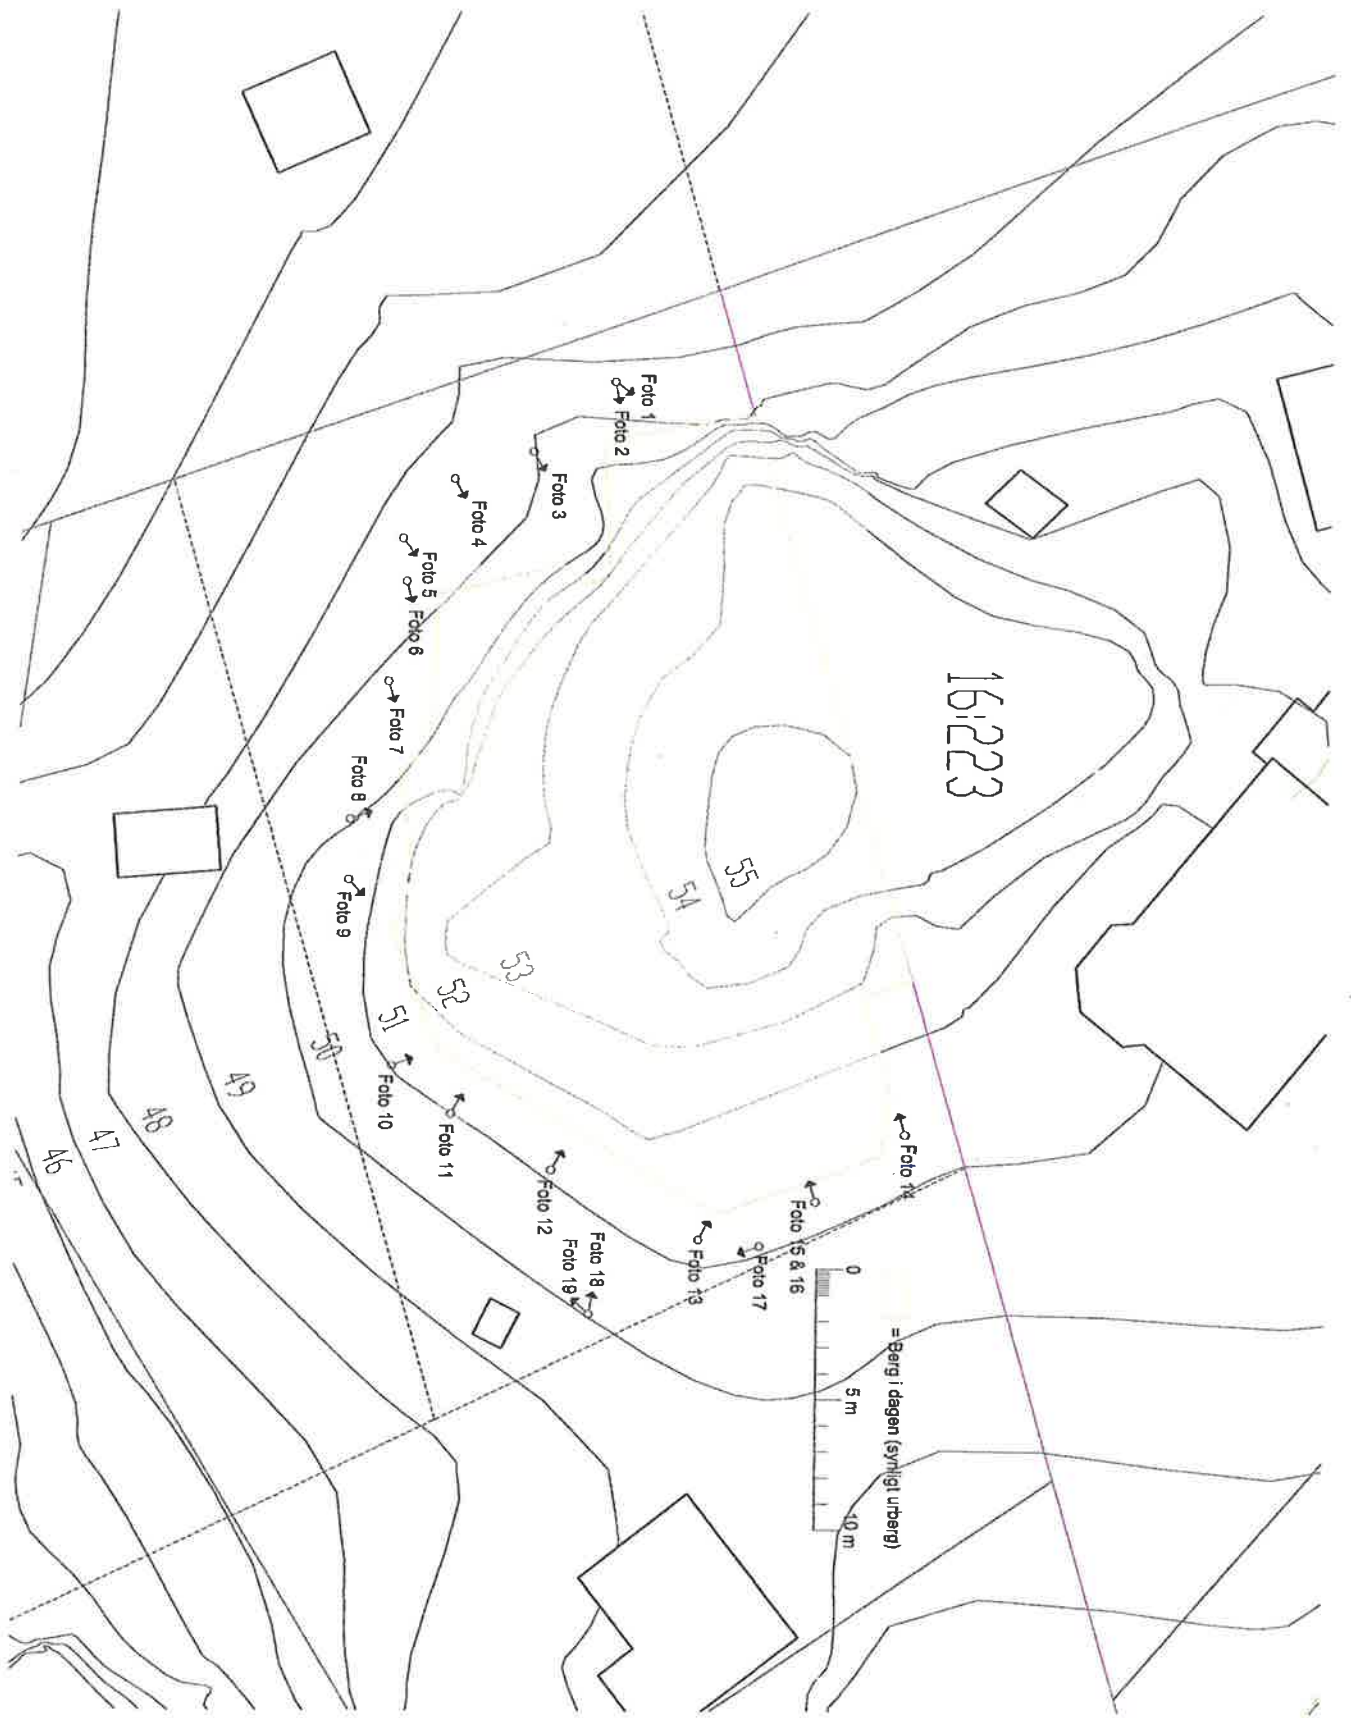 Foto 1
Foto 2
Foto 3
Foto 4
Foto 5
Foto 6
Foto 7
Foto 8
Foto 9
Foto 10
Foto 11
Foto 12
Foto 13
Foto 14
Foto 15 & 16
Foto 17
Foto 18
Foto 19
16:223
55
54
53
52
51
50
49
48
47
46
0
5 m
10 m
= Berg i dagen (synligt urberg)